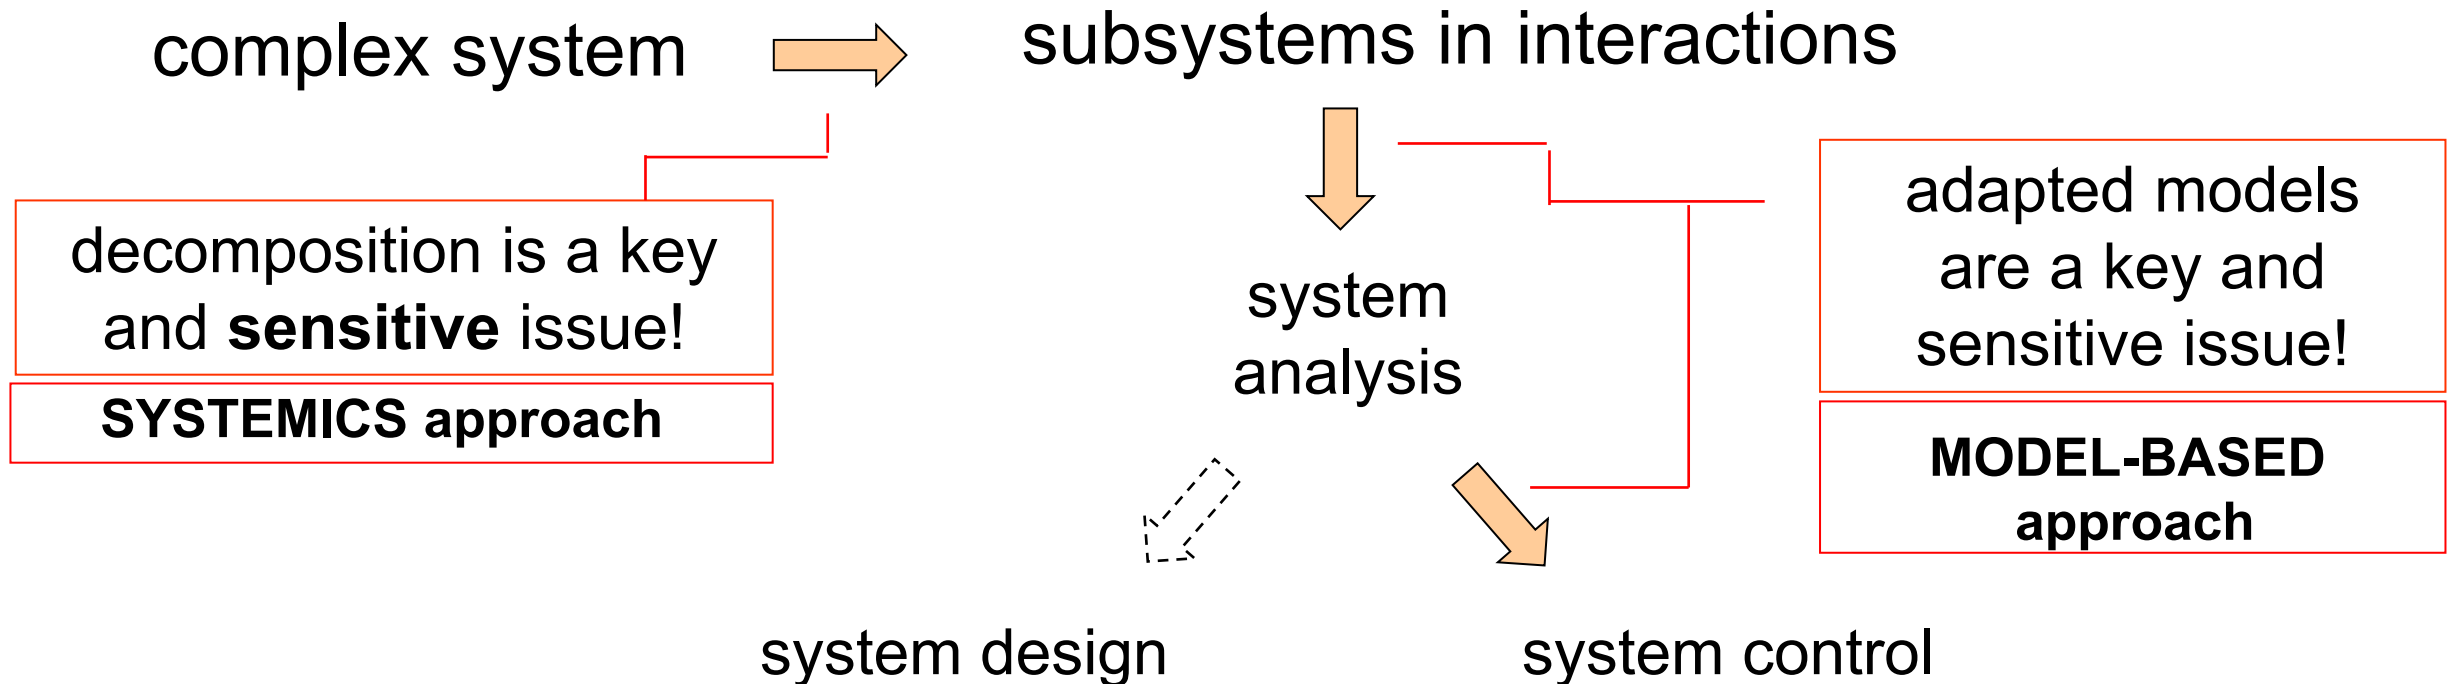 complex system
subsystems in interactions
decomposition is a key
and sensitive issue!
SYSTEMICS approach
system
analysis
adapted models
are a key and
sensitive issue!
MODEL-BASED
approach
system design
system control